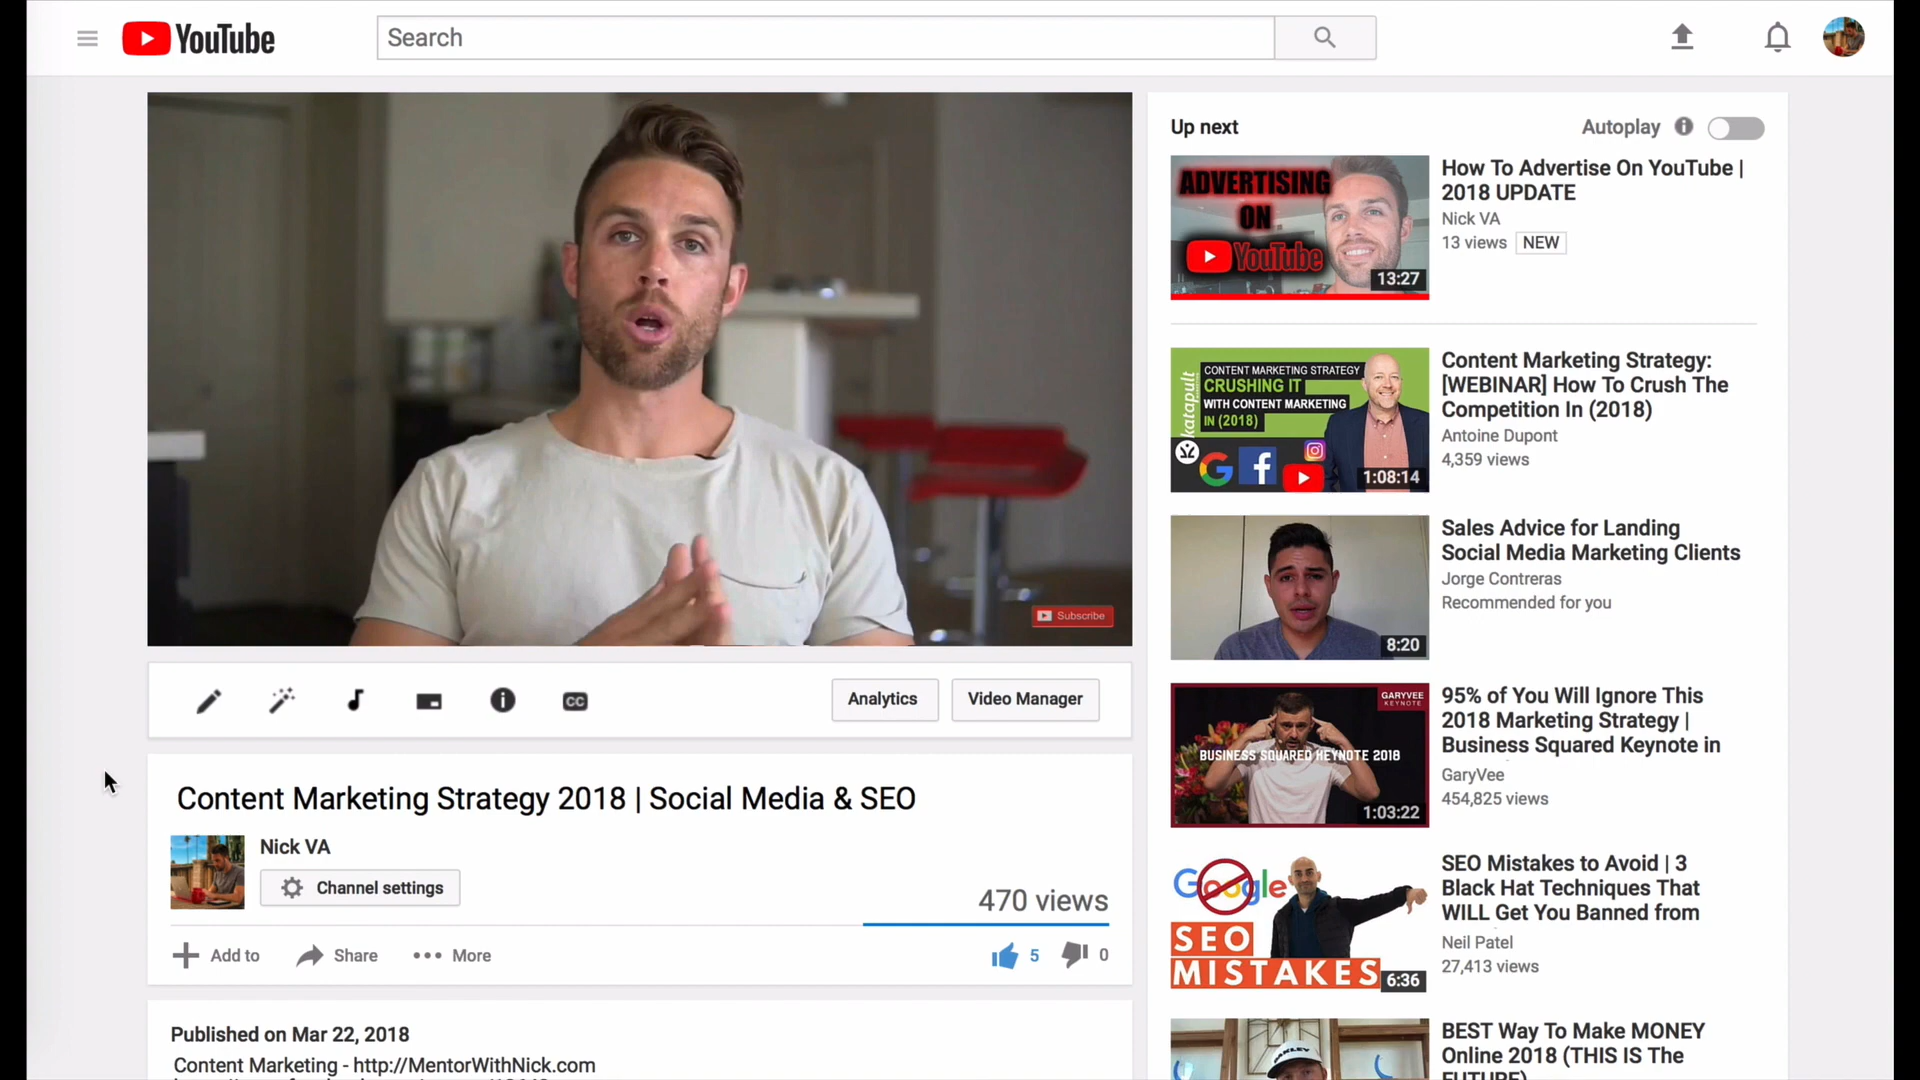 YouTube
Search
Subscribe
Analytics
Video Manager
Content Marketing Strategy 2018 | Social Media & SEO
Nick VA
Channel settings
470 views
Add to
Share
More
5
0
Published on Mar 22, 2018
Content Marketing - http://MentorWithNick.com
Up next
Autoplay
ADVERTISING
ON
YouTube
13:27
How To Advertise On YouTube |
2018 UPDATE
Nick VA
13 views NEW
katapult
CONTENT MARKETING STRATEGY
CRUSHING IT
WITH CONTENT MARKETING
IN (2018)
1:08:14
Content Marketing Strategy:
[WEBINAR] How To Crush The
Competition In (2018)
Antoine Dupont
4,359 views
8:20
Sales Advice for Landing
Social Media Marketing Clients
Jorge Contreras
Recommended for you
GARYVEE
KEYNOTE
BUSINESS SQUARED KEYNOTE 2018
1:03:22
95% of You Will Ignore This
2018 Marketing Strategy |
Business Squared Keynote in
GaryVee
454,825 views
Google
SEO
MISTAKES
6:36
SEO Mistakes to Avoid | 3
Black Hat Techniques That
WILL Get You Banned from
Neil Patel
27,413 views
BEST Way To Make MONEY
Online 2018 (THIS IS The
FUTURE)